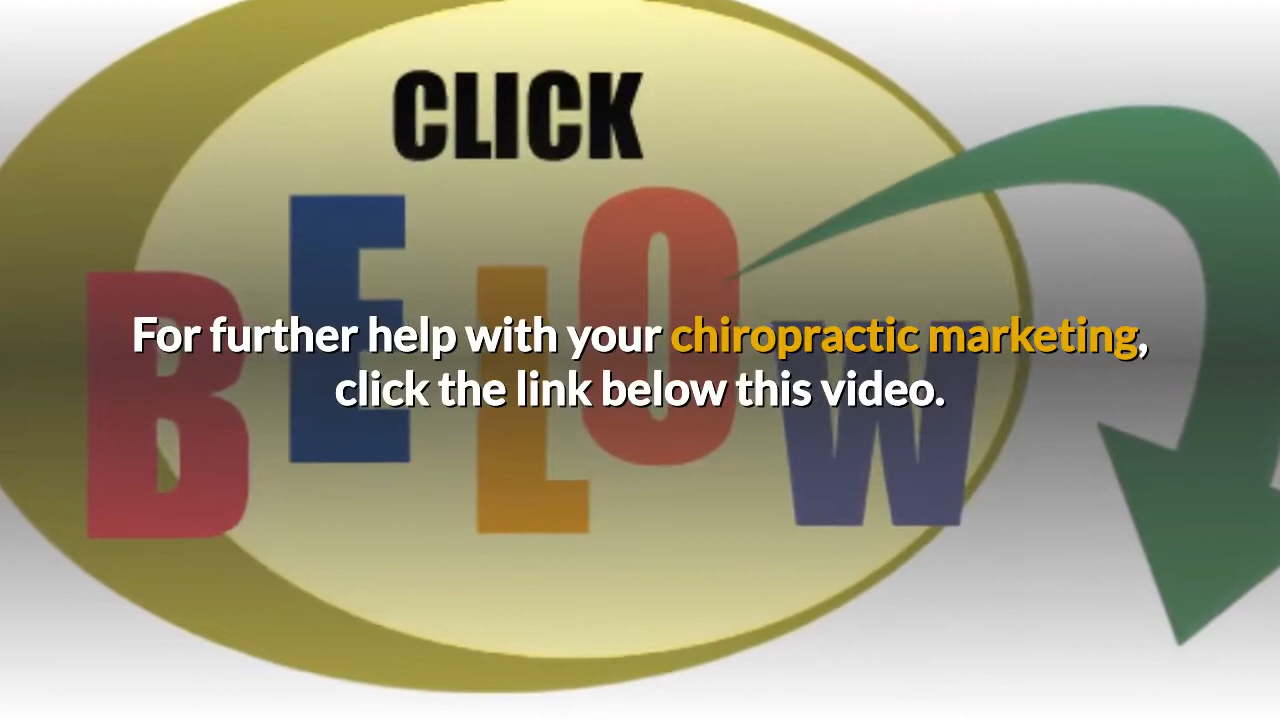 CLICK
BELOW
For further help with your chiropractic marketing,
click the link below this video.